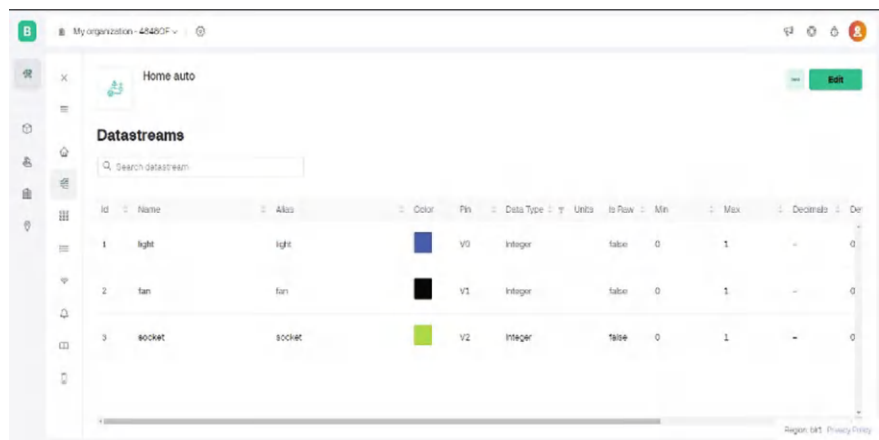 B My organization - 4848OF
Home auto
Edit
Datastreams
Search datastream
Id Name Alias Color Pin Data Type Units Is Raw Min Max Decimals De
1 light light V0 Integer false 0 1 - 0
2 fan fan V1 Integer false 0 1 - 0
3 socket socket V2 Integer false 0 1 - 0
Region: Privacy Policy